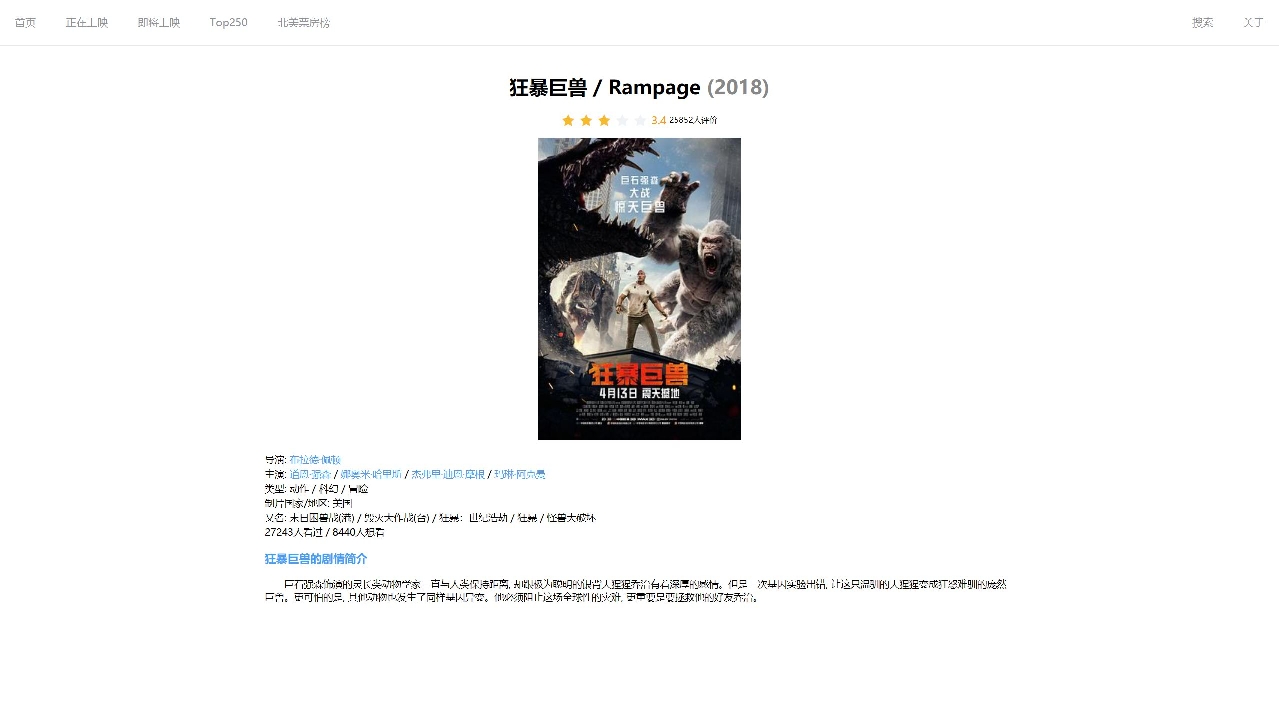 首页 正在上映 即将上映 Top250 北美票房榜 搜索 关于
狂暴巨兽 / Rampage (2018)
3.4 25852人评价
巨石强森
大战
惊天巨兽
狂暴巨兽
4月13日 震天撼地
导演: 布拉德·佩顿
主演: 道恩·强森 / 娜奥米·哈里斯 / 杰弗里·迪恩·摩根 / 玛琳·阿克曼
类型: 动作 / 科幻 / 冒险
制片国家/地区: 美国
又名: 末日困兽战(港) / 毁灭大作战(台) / 狂暴：世纪浩劫 / 狂暴 / 怪兽大破坏
27243人看过 / 8440人想看
狂暴巨兽的剧情简介
巨石强森饰演的灵长类动物学家一直与人类保持距离, 却跟极为聪明的银背大猩猩乔治有着深厚的感情。但是一次基因实验出错, 让这只温驯的大猩猩变成狂怒难驯的庞然
巨兽。更可怕的是, 其他动物也发生了同样基因异变。他必须阻止这场全球性的灾难, 更重要是要拯救他的好友乔治。